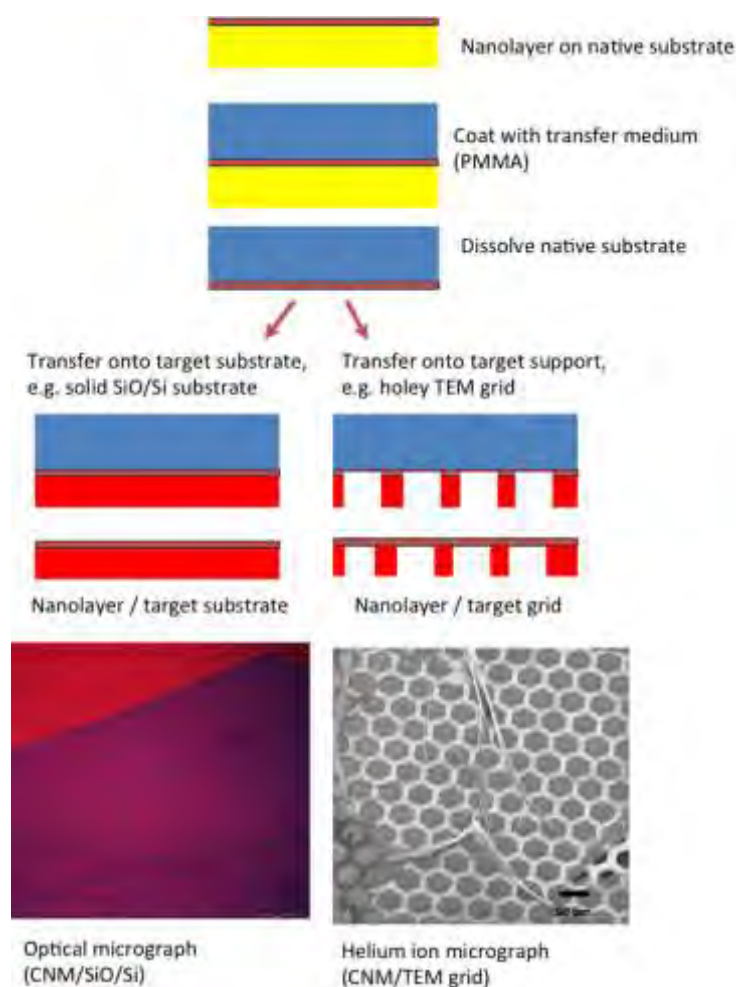 Nanolayer on native substrate
Coat with transfer medium
(PMMA)
Dissolve native substrate
Transfer onto target substrate,
e.g. solid SiO/Si substrate
Transfer onto target support,
e.g. holey TEM grid
Nanolayer / target substrate
Nanolayer / target grid
Optical micrograph
(CNM/SiO/Si)
Helium ion micrograph
(CNM/TEM grid)